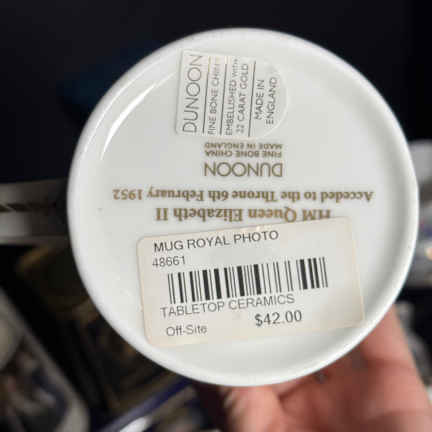 DUNOON
FINE BONE CHINA
EMBELLISHED WITH
22 CARAT GOLD
MADE IN
ENGLAND
HM Queen Elizabeth II
Acceded to the Throne 6th February 1952
DUNOON
FINE BONE CHINA
MADE IN ENGLAND
MUG ROYAL PHOTO
48661
TABLETOP CERAMICS
Off-Site $42.00